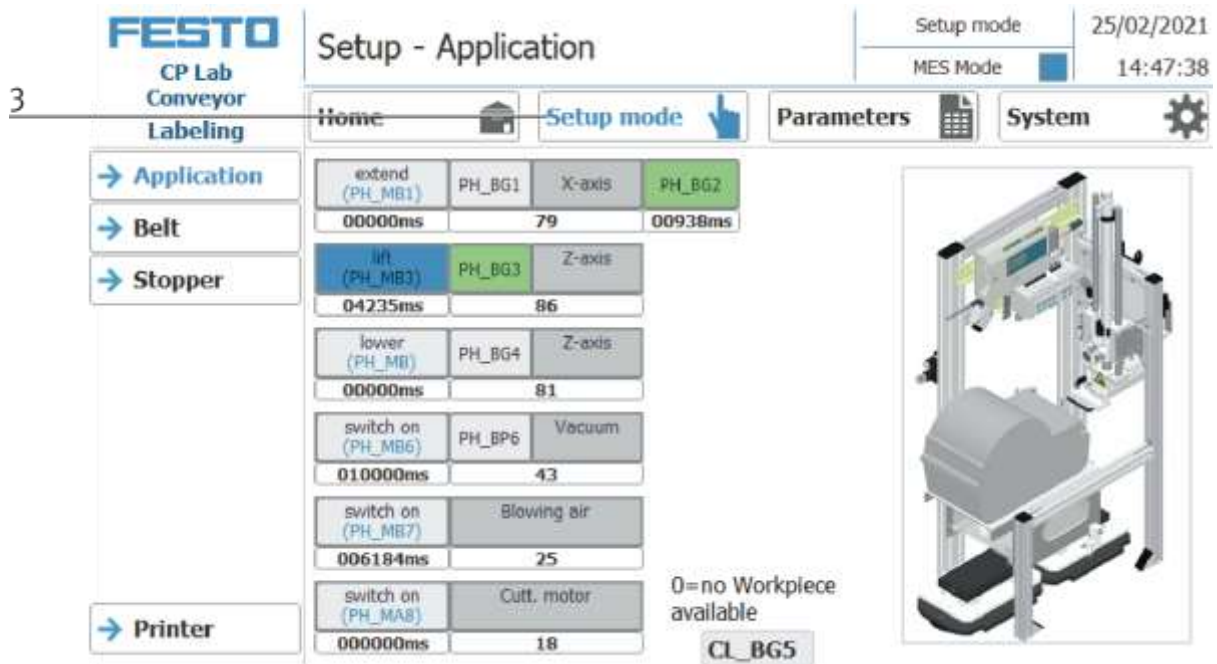 FESTO
CP Lab
Conveyor
Labeling
Setup - Application
Setup mode
25/02/2021
MES Mode
14:47:38
3
Home
Setup mode
Parameters
System
Application
Belt
Stopper
Printer
extend
(PH_MB1)
PH_BG1
X-axis
PH_BG2
00000ms
79
00938ms
lift
(PH_MB3)
PH_BG3
Z-axis
04235ms
86
lower
(PH_MB)
PH_BG4
Z-axis
00000ms
81
switch on
(PH_MB6)
PH_BP6
Vacuum
010000ms
43
switch on
(PH_MB7)
Blowing air
006184ms
25
switch on
(PH_MA8)
Cutt. motor
000000ms
18
0=no Workpiece
available
CL_BG5